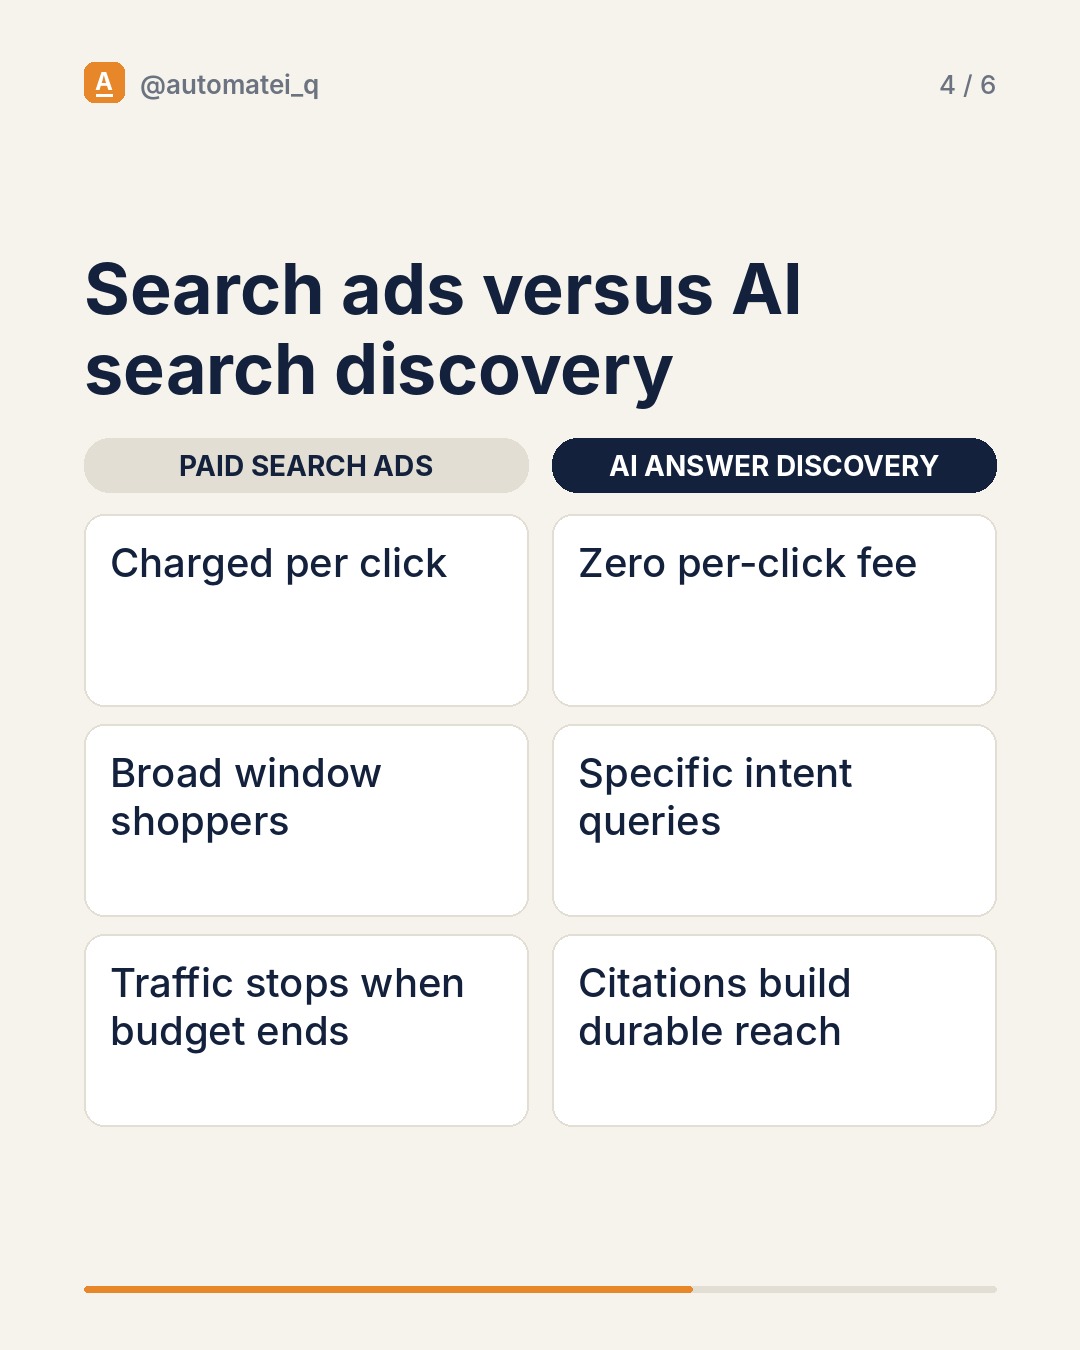 A @automatei_q
4 / 6
Search ads versus AI
search discovery
PAID SEARCH ADS
AI ANSWER DISCOVERY
Charged per click
Zero per-click fee
Broad window
shoppers
Specific intent
queries
Traffic stops when
budget ends
Citations build
durable reach